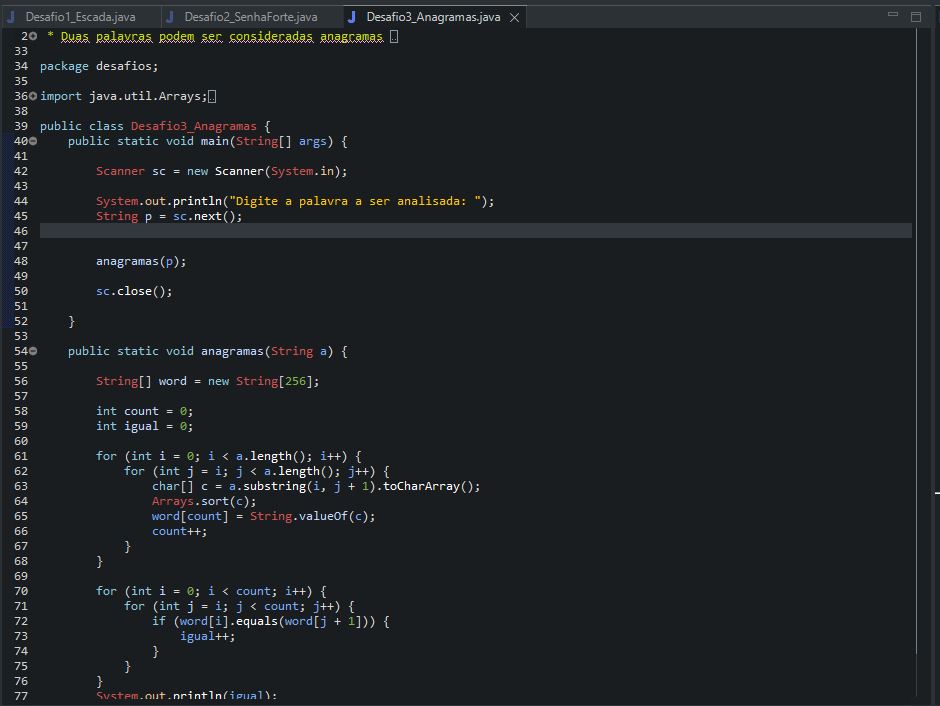 Desafio1_Escada.java Desafio2_SenhaForte.java Desafio3_Anagramas.java
2 * Duas palavras podem ser consideradas anagramas
33
34 package desafios;
35
36 import java.util.Arrays;
38
39 public class Desafio3_Anagramas {
40 public static void main(String[] args) {
41
42 Scanner sc = new Scanner(System.in);
43
44 System.out.println("Digite a palavra a ser analisada: ");
45 String p = sc.next();
46
47
48 anagramas(p);
49
50 sc.close();
51
52 }
53
54 public static void anagramas(String a) {
55
56 String[] word = new String[256];
57
58 int count = 0;
59 int igual = 0;
60
61 for (int i = 0; i < a.length(); i++) {
62 for (int j = i; j < a.length(); j++) {
63 char[] c = a.substring(i, j + 1).toCharArray();
64 Arrays.sort(c);
65 word[count] = String.valueOf(c);
66 count++;
67 }
68 }
69
70 for (int i = 0; i < count; i++) {
71 for (int j = i; j < count; j++) {
72 if (word[i].equals(word[j + 1])) {
73 igual++;
74 }
75 }
76 }
77 System.out.println(igual);